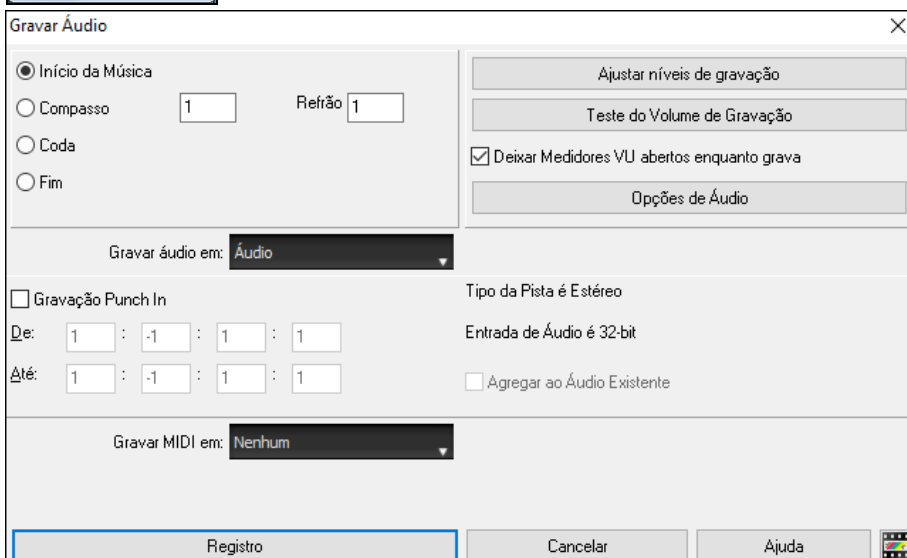 Gravar Áudio
Início da Música
Compasso 1 Refrão 1
Coda
Fim
Ajustar níveis de gravação
Teste do Volume de Gravação
Deixar Medidores VU abertos enquanto grava
Opções de Áudio
Gravar áudio em: Áudio
Gravação Punch In
De: 1 : -1 : 1 : 1
Até: 1 : -1 : 1 : 1
Tipo da Pista é Estéreo
Entrada de Áudio é 32-bit
Agregar ao Áudio Existente
Gravar MIDI em: Nenhum
Registro Cancelar Ajuda